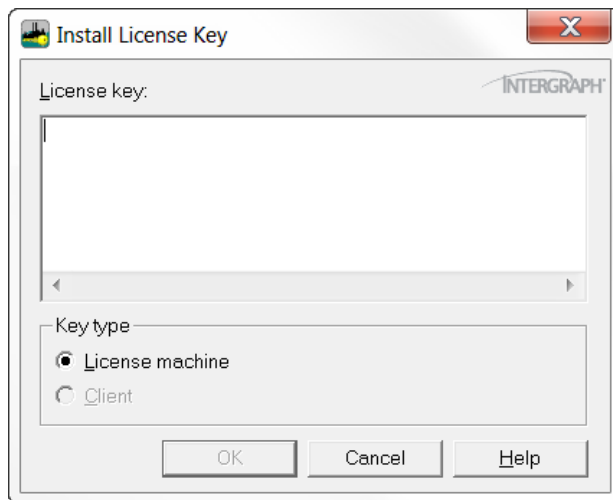 Install License Key
X
License key:
INTERGRAPH
Key type
License machine
Client
OK Cancel Help